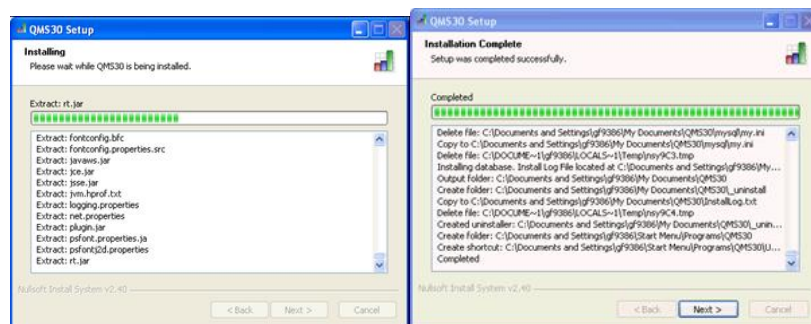 QMS30 Setup
Installing
Please wait while QMS30 is being installed.
Extract: rt.jar
Extract: fontconfig.bfc
Extract: fontconfig.properties.src
Extract: javaws.jar
Extract: jce.jar
Extract: jsse.jar
Extract: jvm.hprof.txt
Extract: logging.properties
Extract: net.properties
Extract: plugin.jar
Extract: psfont.properties.ja
Extract: psfontj2d.properties
Extract: rt.jar
Nullsoft Install System v2.40
< Back
Next >
Cancel
QMS30 Setup
Installation Complete
Setup was completed successfully.
Completed
Delete file: C:\Documents and Settings\gf9386\My Documents\QMS30\mysql\my.ini
Copy to C:\Documents and Settings\gf9386\My Documents\QMS30\mysql\my.ini
Delete file: C:\DOCUME~1\gf9386\LOCALS~1\Temp\nsy9C3.tmp
Installing database. Install Log File located at C:\Documents and Settings\gf9386\My...
Output folder: C:\Documents and Settings\gf9386\My Documents\QMS30
Create folder: C:\Documents and Settings\gf9386\My Documents\QMS30\_uninstall
Copy to C:\Documents and Settings\gf9386\My Documents\QMS30\InstallLog.txt
Delete file: C:\DOCUME~1\gf9386\LOCALS~1\Temp\nsy9C4.tmp
Created uninstaller: C:\Documents and Settings\gf9386\My Documents\QMS30\_unin...
Create folder: C:\Documents and Settings\gf9386\Start Menu\Programs\QMS30
Create shortcut: C:\Documents and Settings\gf9386\Start Menu\Programs\QMS30\U...
Completed
Nullsoft Install System v2.40
< Back
Next >
Cancel